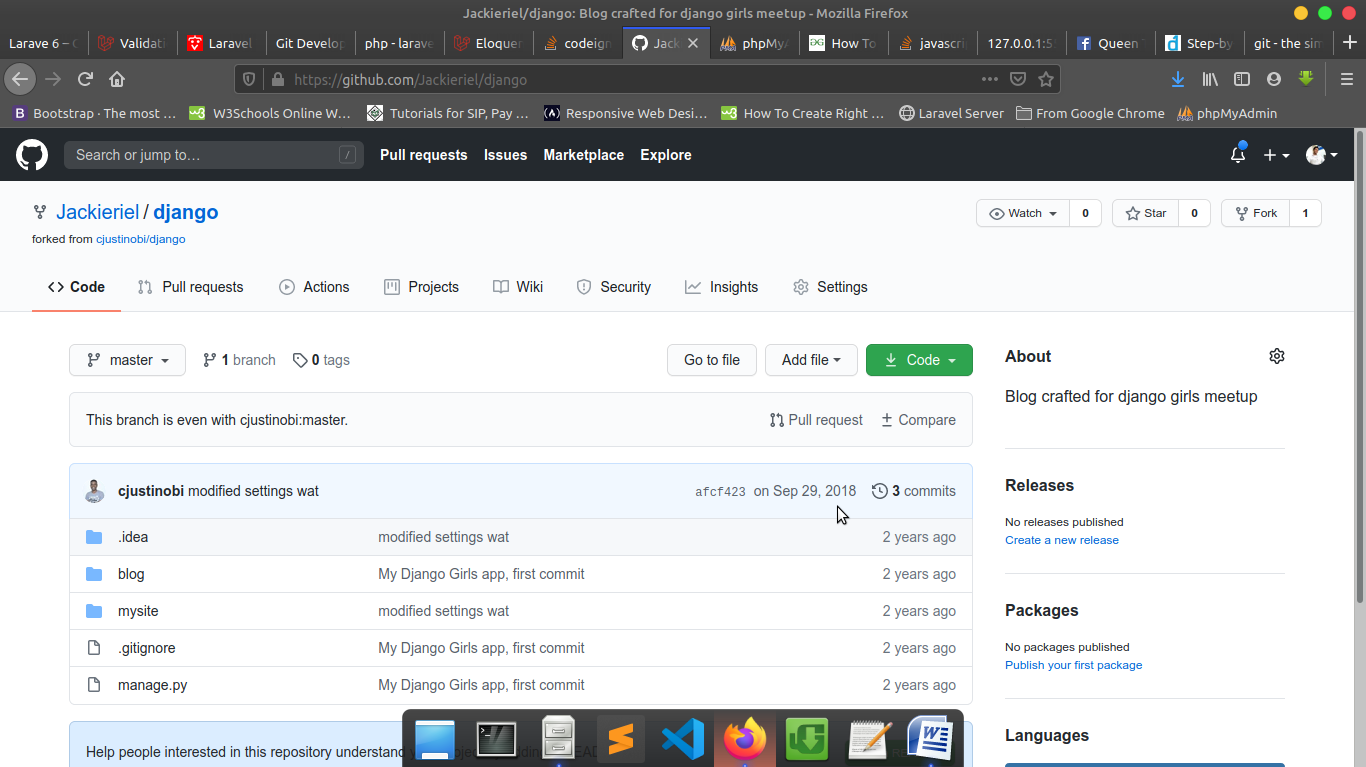 Jackieriel/django: Blog crafted for django girls meetup - Mozilla Firefox
Larave 6 –
Validati
Laravel
Git Develop
php - larave
Eloquer
codeign
Jack
phpMyA
How To
javascri
127.0.0.1:5
Queen
Step-by
git - the sim
https://github.com/Jackieriel/django
Bootstrap · The most …
W3Schools Online W…
Tutorials for SIP, Pay …
Responsive Web Desi…
How To Create Right …
Laravel Server
From Google Chrome
phpMyAdmin
Search or jump to…
/
Pull requests
Issues
Marketplace
Explore
Jackieriel / django
Watch 0
Star 0
Fork 1
forked from cjustinobi/django
Code
Pull requests
Actions
Projects
Wiki
Security
Insights
Settings
master
1 branch
0 tags
Go to file
Add file
Code
This branch is even with cjustinobi:master.
Pull request
Compare
cjustinobi modified settings wat
afcf423 on Sep 29, 2018
3 commits
.idea modified settings wat 2 years ago
blog My Django Girls app, first commit 2 years ago
mysite modified settings wat 2 years ago
.gitignore My Django Girls app, first commit 2 years ago
manage.py My Django Girls app, first commit 2 years ago
Help people interested in this repository understand
About
Blog crafted for django girls meetup
Releases
No releases published
Create a new release
Packages
No packages published
Publish your first package
Languages